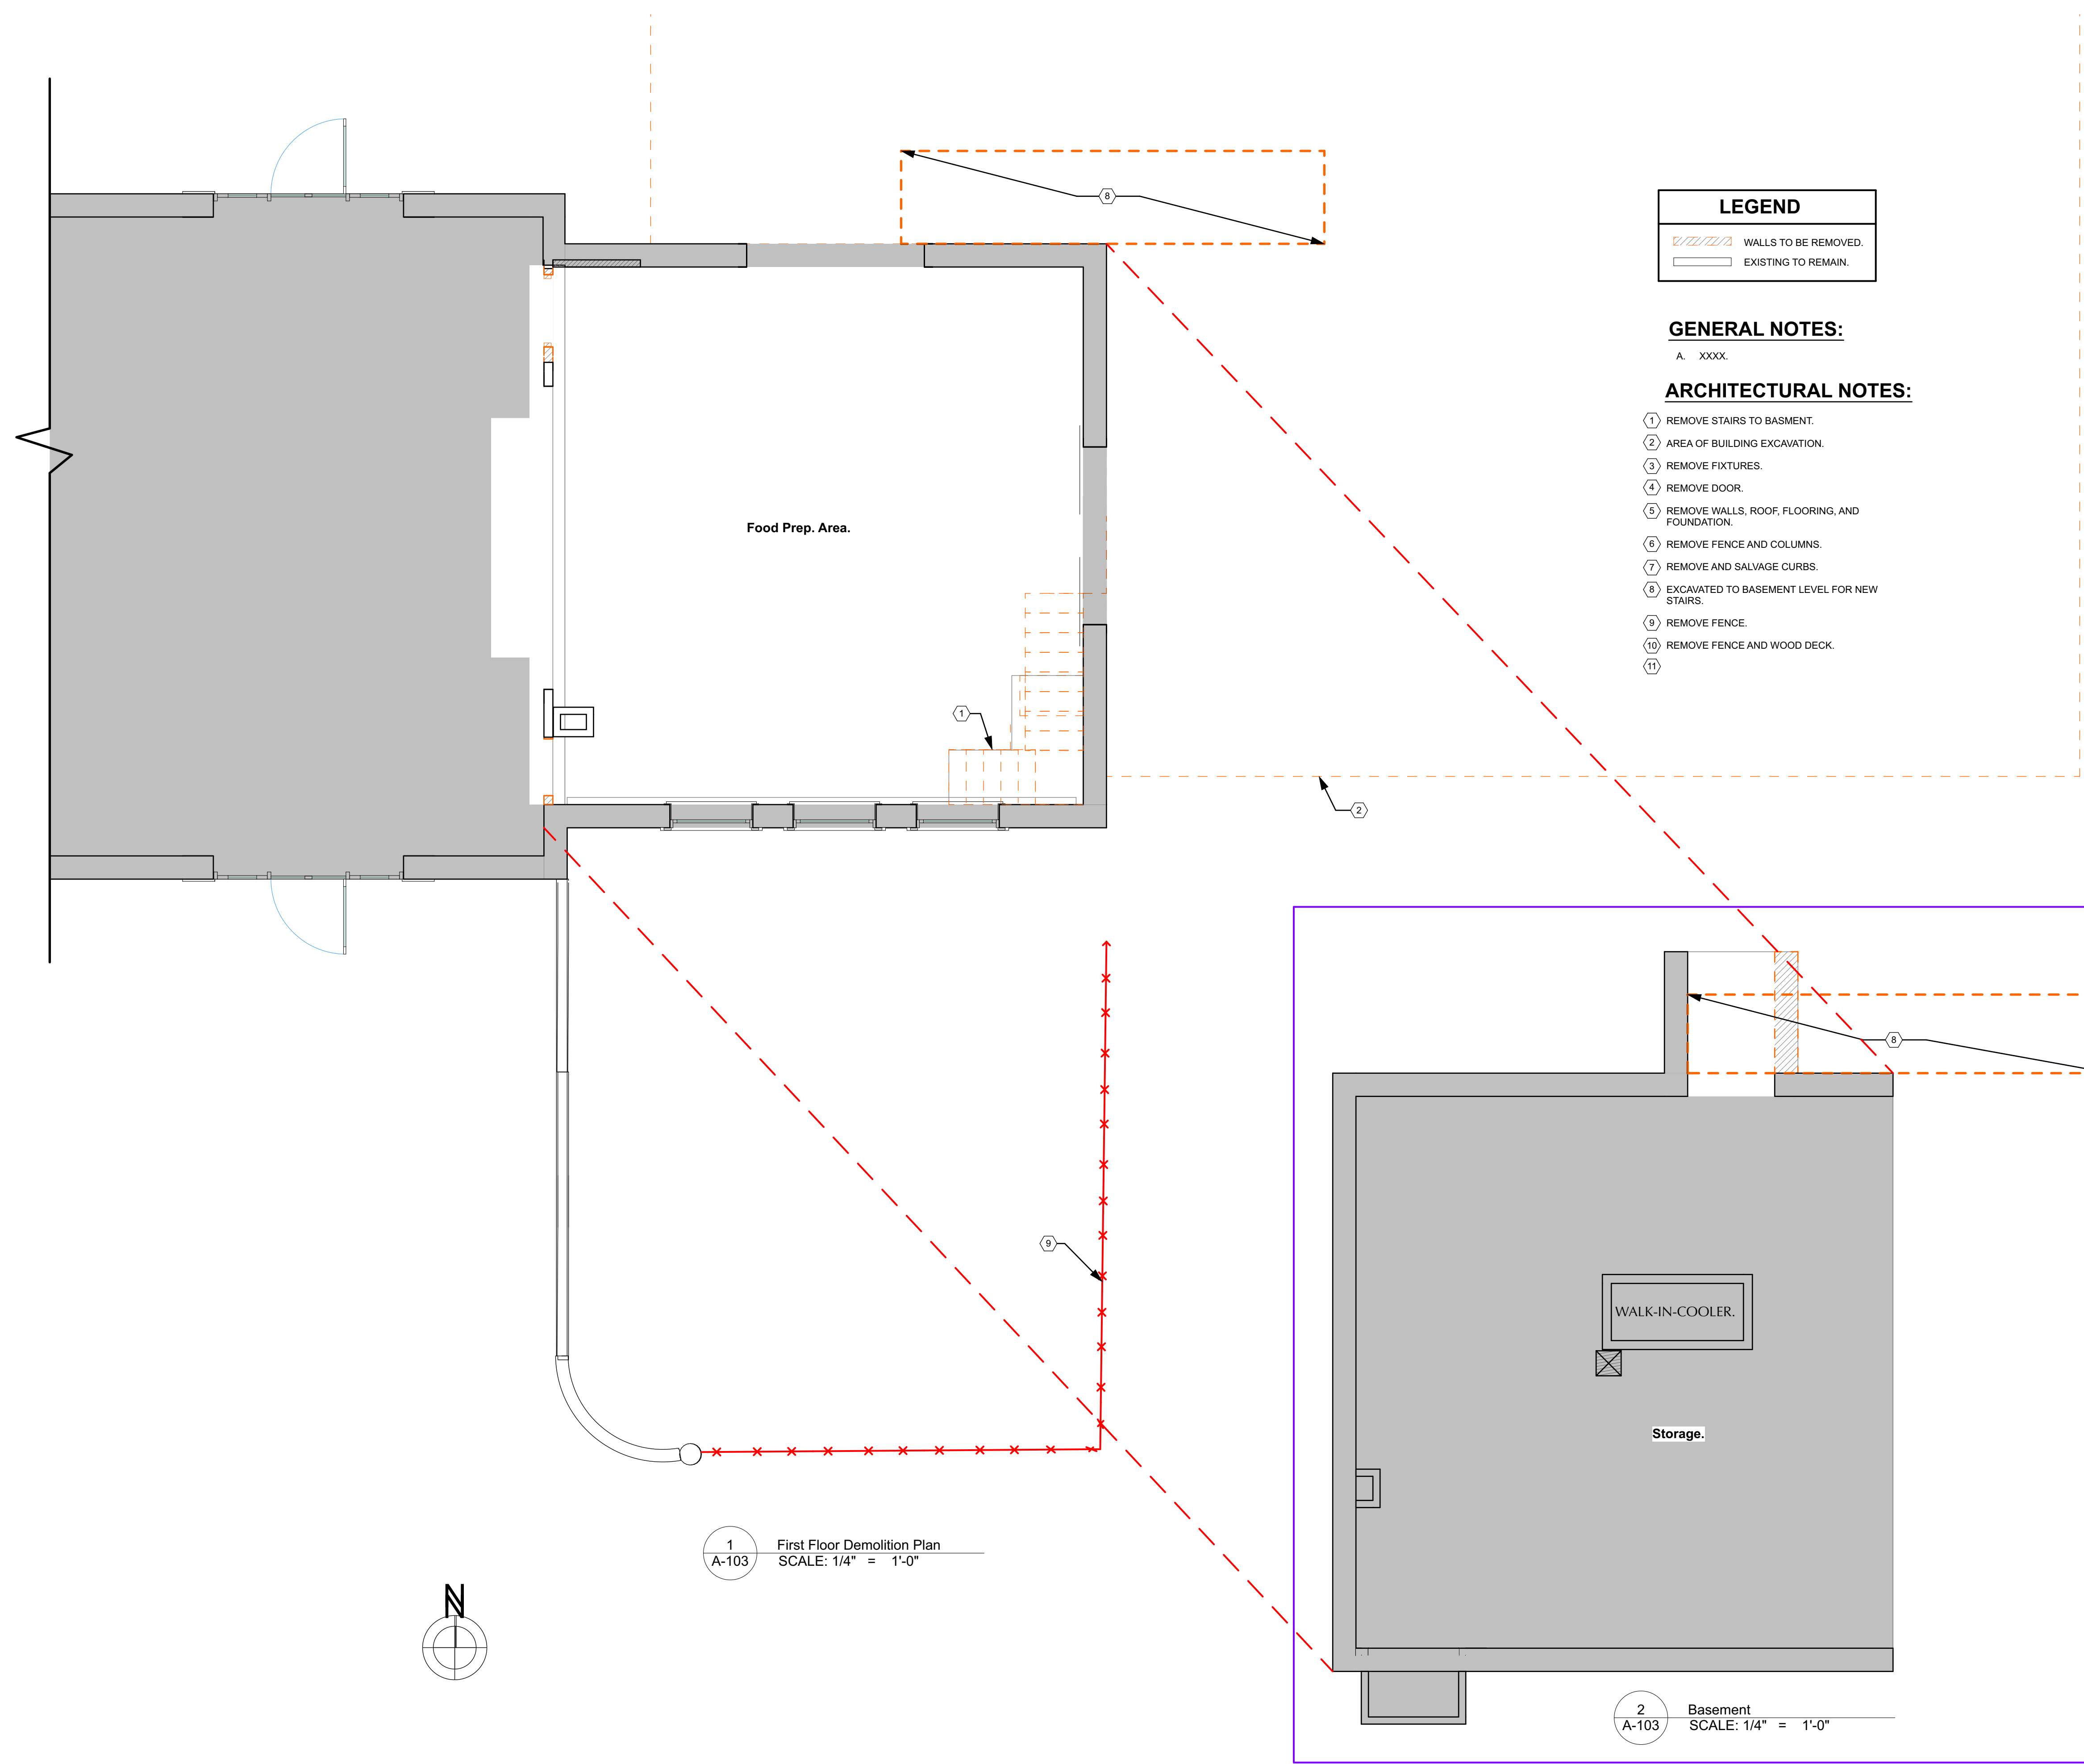 8
LEGEND
WALLS TO BE REMOVED.
EXISTING TO REMAIN.
GENERAL NOTES:
A. XXXX.
ARCHITECTURAL NOTES:
1 REMOVE STAIRS TO BASMENT.
2 AREA OF BUILDING EXCAVATION.
3 REMOVE FIXTURES.
4 REMOVE DOOR.
5 REMOVE WALLS, ROOF, FLOORING, AND
FOUNDATION.
6 REMOVE FENCE AND COLUMNS.
7 REMOVE AND SALVAGE CURBS.
8 EXCAVATED TO BASEMENT LEVEL FOR NEW
STAIRS.
9 REMOVE FENCE.
10 REMOVE FENCE AND WOOD DECK.
11
Food Prep. Area.
1
2
9
8
WALK-IN-COOLER.
Storage.
1
A-103
First Floor Demolition Plan
SCALE: 1/4" = 1'-0"
N
2
A-103
Basement
SCALE: 1/4" = 1'-0"